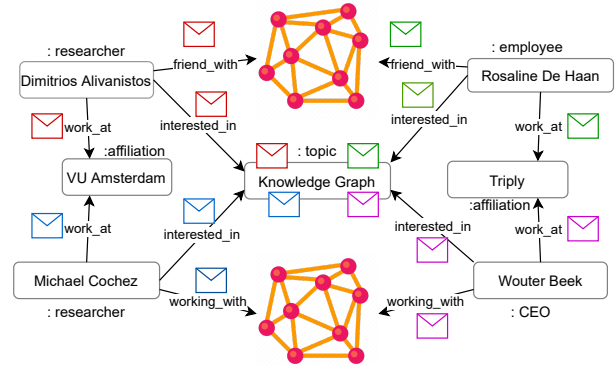 : researcher
Dimitrios Alivanistos
friend_with
friend_with
: employee
Rosaline De Haan
work_at
interested_in
interested_in
work_at
:affiliation
VU Amsterdam
: topic
Knowledge Graph
Triply
:affiliation
work_at
interested_in
interested_in
work_at
Michael Cochez
working_with
working_with
Wouter Beek
: researcher
: CEO